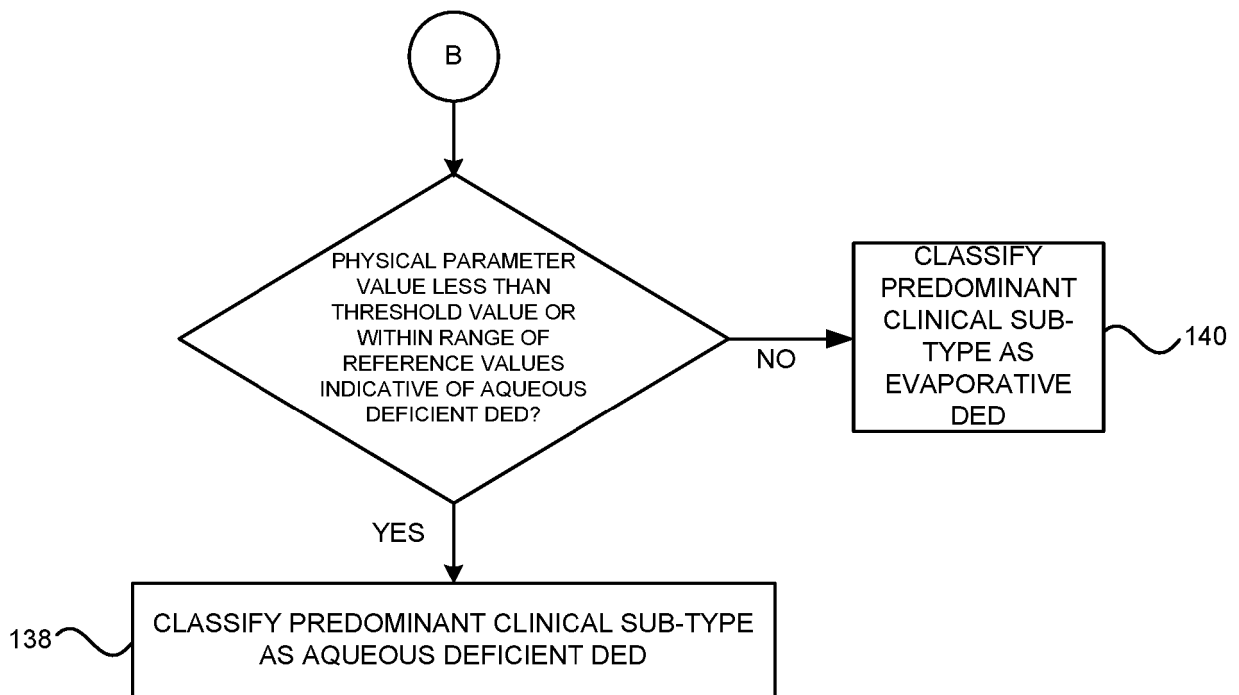 B
PHYSICAL PARAMETER
VALUE LESS THAN
THRESHOLD VALUE OR
WITHIN RANGE OF
REFERENCE VALUES
INDICATIVE OF AQUEOUS
DEFICIENT DED?
NO
CLASSIFY
PREDOMINANT
CLINICAL SUB-
TYPE AS
EVAPORATIVE
DED
140
YES
138
CLASSIFY PREDOMINANT CLINICAL SUB-TYPE
AS AQUEOUS DEFICIENT DED